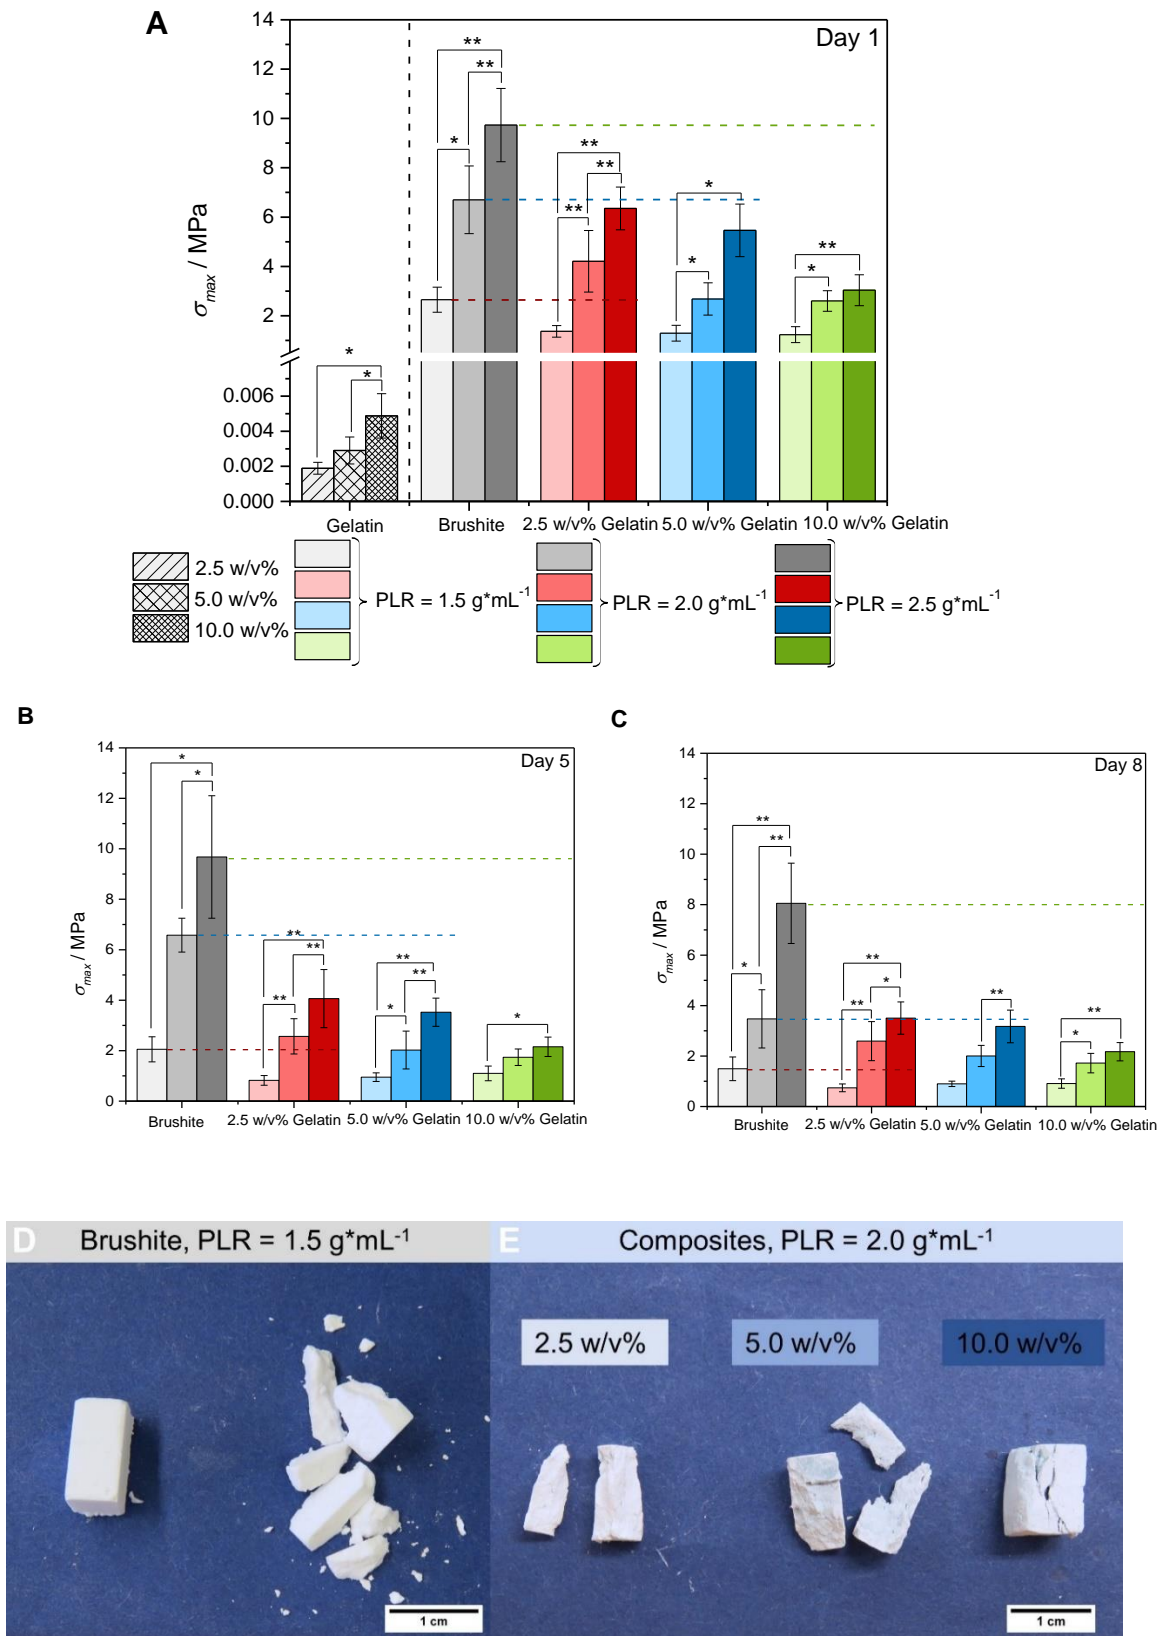 A
Day 1
14
12
10
8
6
4
2
0.006
0.004
0.002
0.000
σmax / MPa
** ** * ** ** ** * * ** * * *
Gelatin Brushite 2.5 w/v% Gelatin 5.0 w/v% Gelatin 10.0 w/v% Gelatin
2.5 w/v%
5.0 w/v%
10.0 w/v%
PLR = 1.5 g*mL-1
PLR = 2.0 g*mL-1
PLR = 2.5 g*mL-1
B
Day 5
14
12
10
8
6
4
2
0
σmax / MPa
* * ** ** ** ** ** * *
Brushite 2.5 w/v% Gelatin 5.0 w/v% Gelatin 10.0 w/v% Gelatin
C
Day 8
14
12
10
8
6
4
2
0
σmax / MPa
** ** * ** * ** ** ** *
Brushite 2.5 w/v% Gelatin 5.0 w/v% Gelatin 10.0 w/v% Gelatin
D Brushite, PLR = 1.5 g*mL-1
1 cm
E Composites, PLR = 2.0 g*mL-1
2.5 w/v% 5.0 w/v% 10.0 w/v%
1 cm